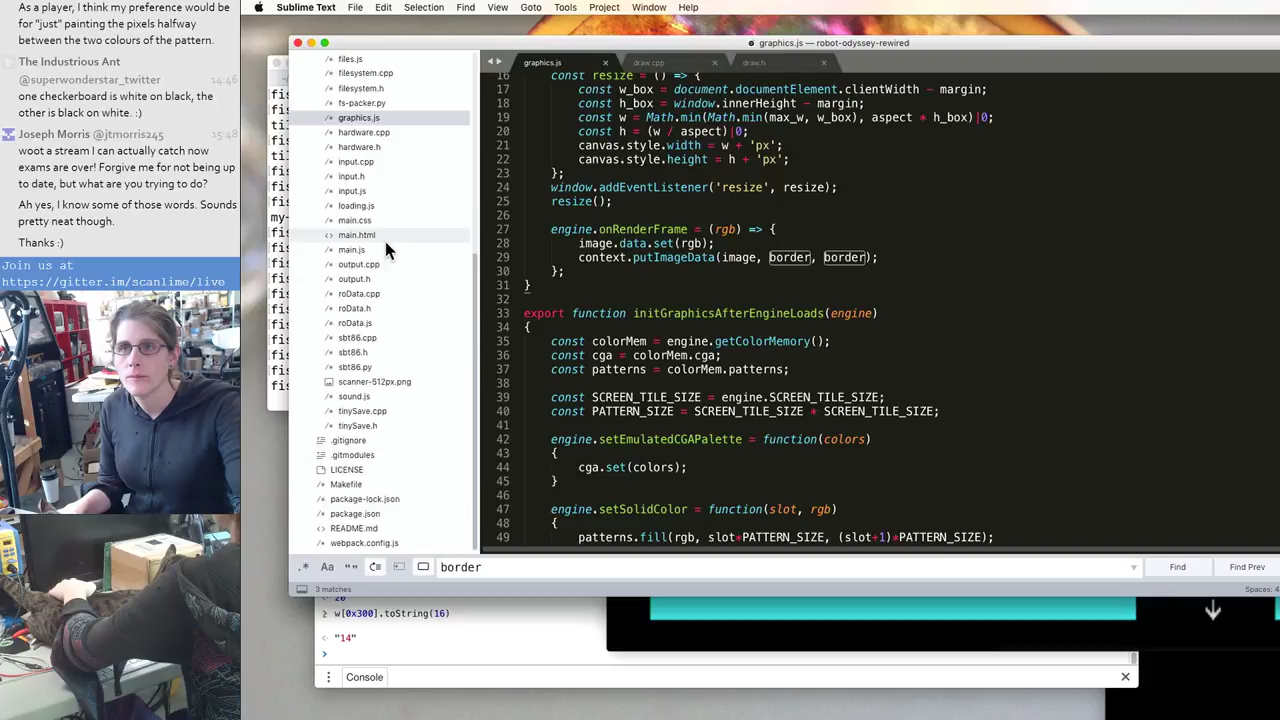 As a player, I think my preference would be
for "just" painting the pixels halfway
between the two colours of the pattern.
The Industrious Ant
@superwonderstar_twitter 14:46
one checkerboard is white on black, the
other is black on white. :)
Joseph Morris @jtmorris245 15:48
woot a stream I can actually catch now
exams are over! Forgive me for not being up
to date, but what are you trying to do?
Ah yes, I know some of those words. Sounds
pretty neat though.
Thanks :)
Join us at
https://gitter.im/scanlime/live
Sublime Text File Edit Selection Find View Goto Tools Project Window Help
graphics.js — robot-odyssey-rewired
files.js
filesystem.cpp
filesystem.h
fs-packer.py
graphics.js
hardware.cpp
hardware.h
input.cpp
input.h
input.js
loading.js
main.css
main.html
main.js
output.cpp
output.h
roData.cpp
roData.h
roData.js
sbt86.cpp
sbt86.h
sbt86.py
scanner-512px.png
sound.js
tinySave.cpp
tinySave.h
.gitignore
.gitmodules
LICENSE
Makefile
package-lock.json
package.json
README.md
webpack.config.js
graphics.js draw.cpp draw.h
16 const resize = () => {
17 const w_box = document.documentElement.clientWidth - margin;
18 const h_box = window.innerHeight - margin;
19 const w = Math.min(Math.min(max_w, w_box), aspect * h_box)|0;
20 const h = (w / aspect)|0;
21 canvas.style.width = w + 'px';
22 canvas.style.height = h + 'px';
23 };
24 window.addEventListener('resize', resize);
25 resize();
26
27 engine.onRenderFrame = (rgb) => {
28 image.data.set(rgb);
29 context.putImageData(image, border, border);
30 };
31 }
32
33 export function initGraphicsAfterEngineLoads(engine)
34 {
35 const colorMem = engine.getColorMemory();
36 const cga = colorMem.cga;
37 const patterns = colorMem.patterns;
38
39 const SCREEN_TILE_SIZE = engine.SCREEN_TILE_SIZE;
40 const PATTERN_SIZE = SCREEN_TILE_SIZE * SCREEN_TILE_SIZE;
41
42 engine.setEmulatedCGAPalette = function(colors)
43 {
44 cga.set(colors);
45 }
46
47 engine.setSolidColor = function(slot, rgb)
48 {
49 patterns.fill(rgb, slot*PATTERN_SIZE, (slot+1)*PATTERN_SIZE);
.* Aa border Find Find Prev
3 matches
Spaces: 4
w[0x300].toString(16)
"14"
Console